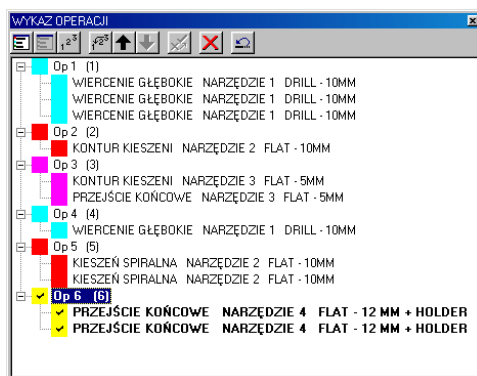 WYKAZ OPERACJI
Op 1 (1)
WIERCENIE GŁĘBOKIE NARZĘDZIE 1 DRILL - 10MM
WIERCENIE GŁĘBOKIE NARZĘDZIE 1 DRILL - 10MM
WIERCENIE GŁĘBOKIE NARZĘDZIE 1 DRILL - 10MM
Op 2 (2)
KONTUR KIESZENI NARZĘDZIE 2 FLAT - 10MM
Op 3 (3)
KONTUR KIESZENI NARZĘDZIE 3 FLAT - 5MM
PRZEJŚCIE KOŃCOWE NARZĘDZIE 3 FLAT - 5MM
Op 4 (4)
WIERCENIE GŁĘBOKIE NARZĘDZIE 1 DRILL - 10MM
Op 5 (5)
KIESZEŃ SPIRALNA NARZĘDZIE 2 FLAT - 10MM
KIESZEŃ SPIRALNA NARZĘDZIE 2 FLAT - 10MM
Op 6 (6)
PRZEJŚCIE KOŃCOWE NARZĘDZIE 4 FLAT - 12 MM + HOLDER
PRZEJŚCIE KOŃCOWE NARZĘDZIE 4 FLAT - 12 MM + HOLDER